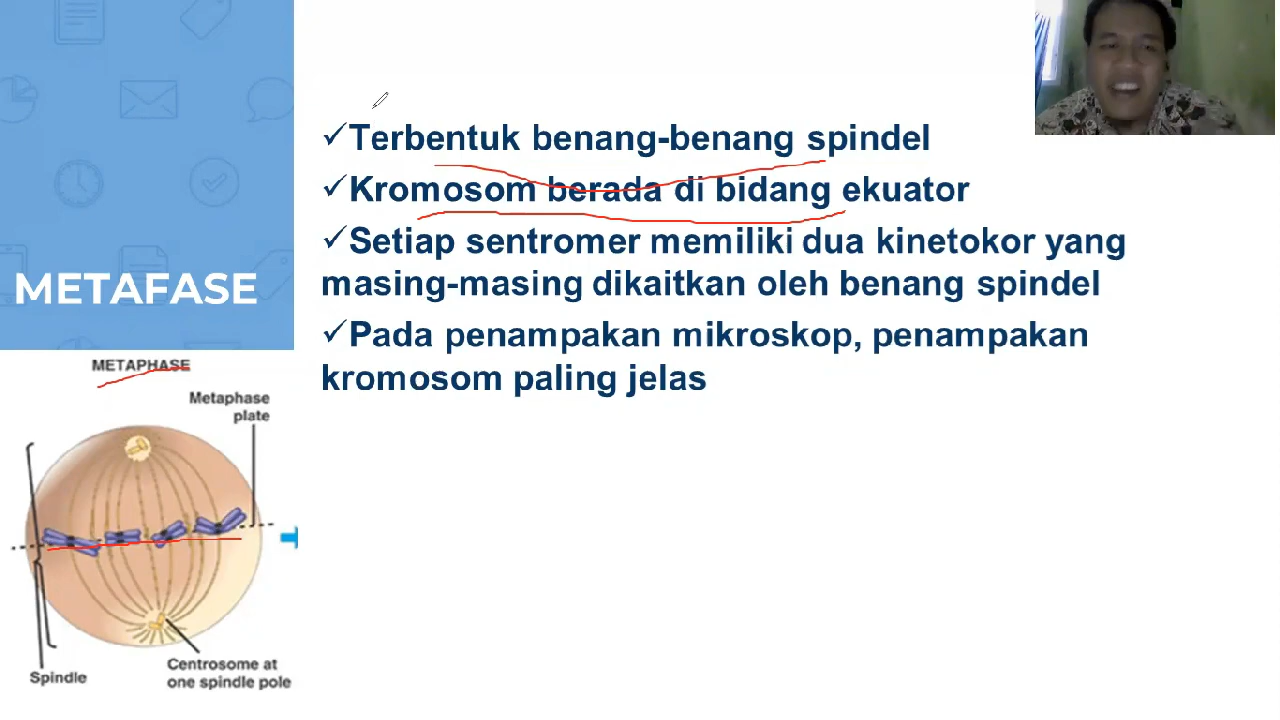 METAFASE
✓Terbentuk benang-benang spindel
✓Kromosom berada di bidang ekuator
✓Setiap sentromer memiliki dua kinetokor yang
masing-masing dikaitkan oleh benang spindel
✓Pada penampakan mikroskop, penampakan
kromosom paling jelas
METAPHASE
Metaphase
plate
Spindle
Centrosome at
one spindle pole